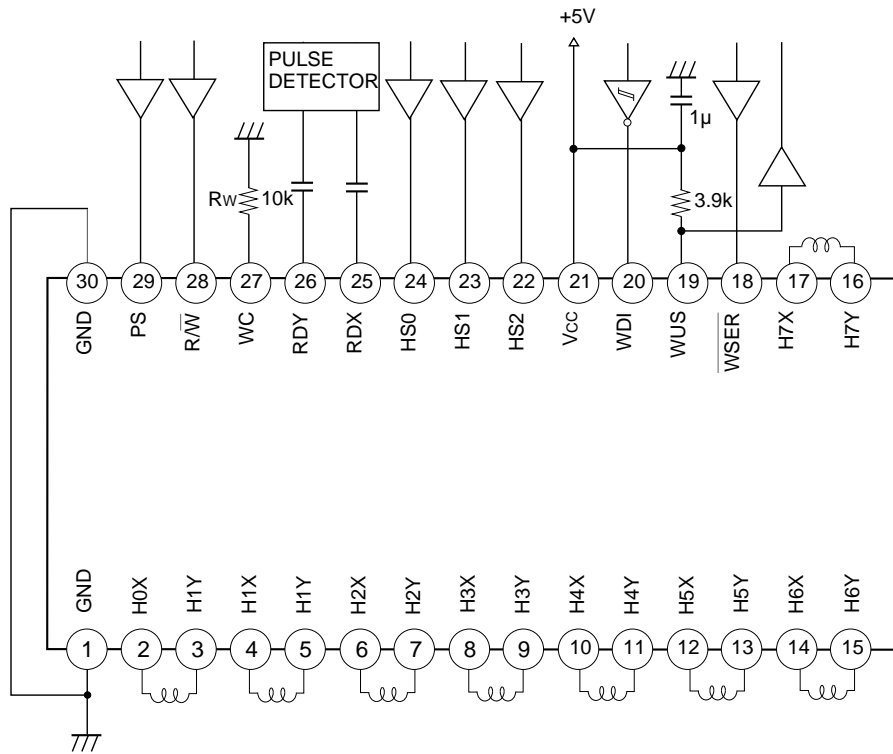 +5V
PULSE
DETECTOR
1µ
RW 10k
3.9k
30 29 28 27 26 25 24 23 22 21 20 19 18 17 16
GND PS R/W̅ WC RDY RDX HS0 HS1 HS2 VCC WDI WUS W̅S̅E̅R̅ H7X H7Y
GND H0X H1Y H1X H1Y H2X H2Y H3X H3Y H4X H4Y H5X H5Y H6X H6Y
1 2 3 4 5 6 7 8 9 10 11 12 13 14 15